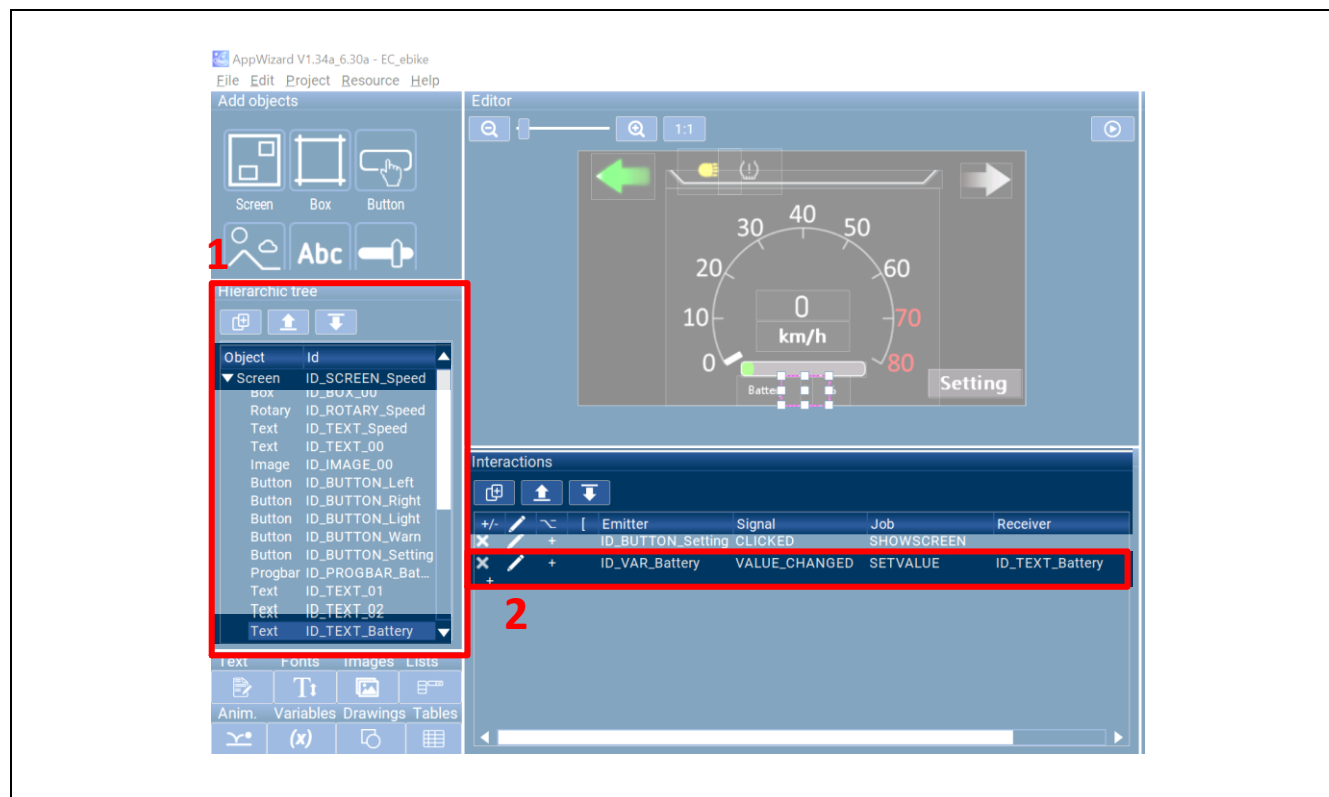 AppWizard V1.34a_6.30a - EC_ebike
File Edit Project Resource Help
Add objects
Screen Box Button
Abc
1
Hierarchic tree
Object Id
Screen ID_SCREEN_Speed
Box ID_BOX_00
Rotary ID_ROTARY_Speed
Text ID_TEXT_Speed
Text ID_TEXT_00
Image ID_IMAGE_00
Button ID_BUTTON_Left
Button ID_BUTTON_Right
Button ID_BUTTON_Light
Button ID_BUTTON_Warn
Button ID_BUTTON_Setting
Progbar ID_PROGBAR_Bat...
Text ID_TEXT_01
Text ID_TEXT_02
Text ID_TEXT_Battery
Text Fonts Images Lists
Anim. Variables Drawings Tables
(x)
Editor
1:1
0 10 20 30 40 50 60 70 80
0
km/h
Setting
Interactions
+/- [ Emitter Signal Job Receiver
+ ID_BUTTON_Setting CLICKED SHOWSCREEN
+ ID_VAR_Battery VALUE_CHANGED SETVALUE ID_TEXT_Battery
+
2